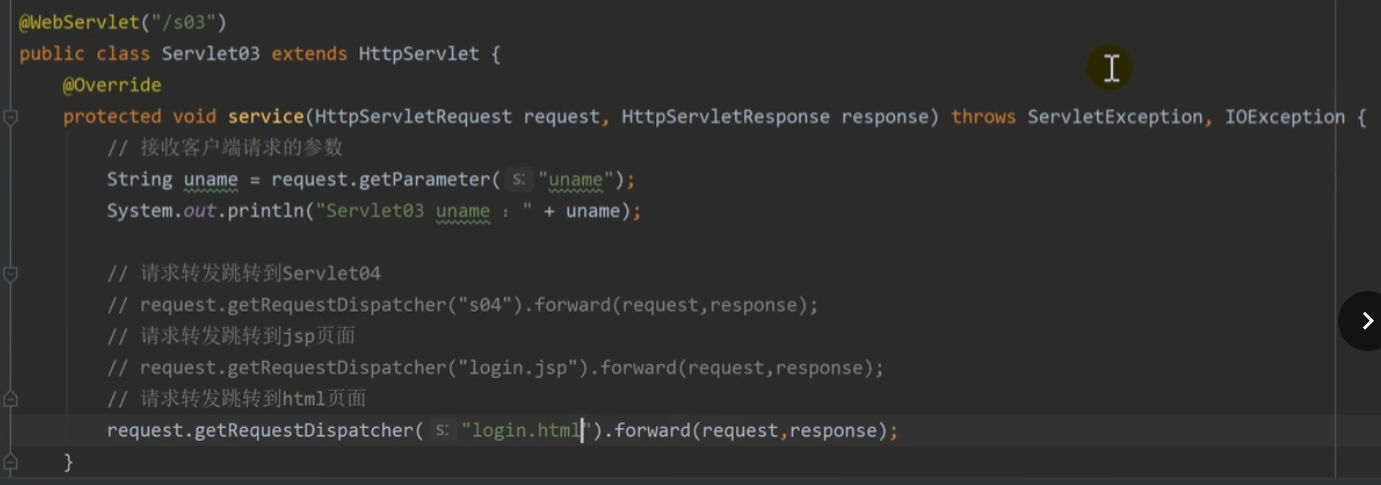 @WebServlet("/s03")
public class Servlet03 extends HttpServlet {
@Override
protected void service(HttpServletRequest request, HttpServletResponse response) throws ServletException, IOException {
// 接收客户端请求的参数
String uname = request.getParameter( s: "uname");
System.out.println("Servlet03 uname : " + uname);
// 请求转发跳转到Servlet04
// request.getRequestDispatcher("s04").forward(request,response);
// 请求转发跳转到jsp页面
// request.getRequestDispatcher("login.jsp").forward(request,response);
// 请求转发跳转到html页面
request.getRequestDispatcher( s: "login.html").forward(request,response);
}